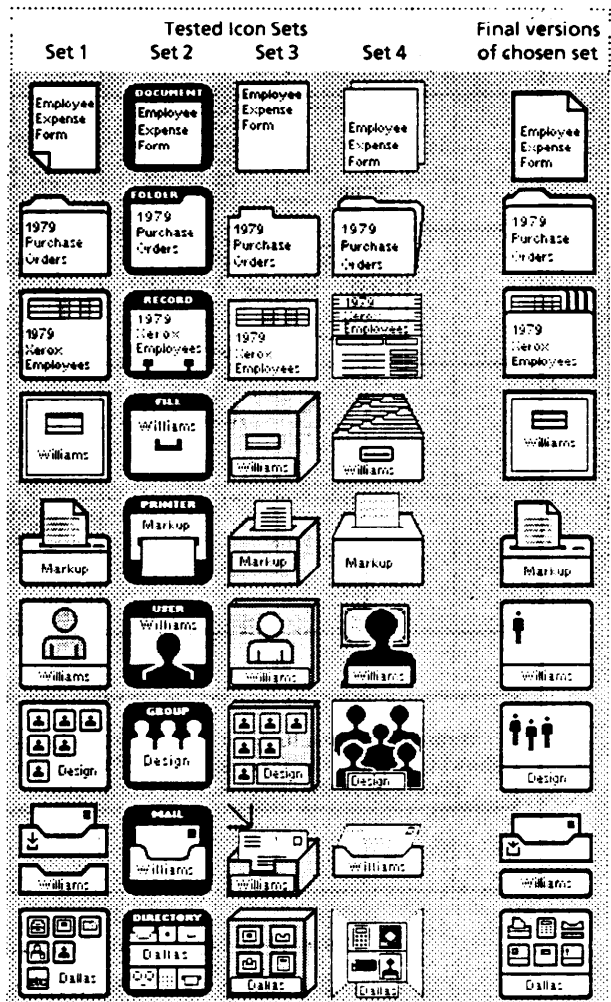 Tested Icon Sets
Final versions
Set 1 Set 2 Set 3 Set 4 of chosen set
Employee
Expense
Form
DOCUMENT
Employee
Expense
Form
Employee
Expense
Form
Employee
Expense
Form
Employee
Expense
Form
1979
Purchase
Orders
FOLDER
1979
Purchase
Orders
1979
Purchase
Orders
1979
Purchase
Orders
1979
Purchase
Orders
1979
Xerox
Employees
RECORD
1979
Xerox
Employees
1979
Xerox
Employees
1979
Xerox
Employees
1979
Xerox
Employees
Williams
FILE
Williams
Williams
Williams
Williams
Markup
PRINTER
Markup
Markup
Markup
Markup
Williams
USER
Williams
Williams
Williams
Williams
Design
GROUP
Design
Design
Design
Design
Williams
MAIL
Williams
Williams
Williams
Dallas
DIRECTORY
Dallas
Dallas
Dallas
Dallas